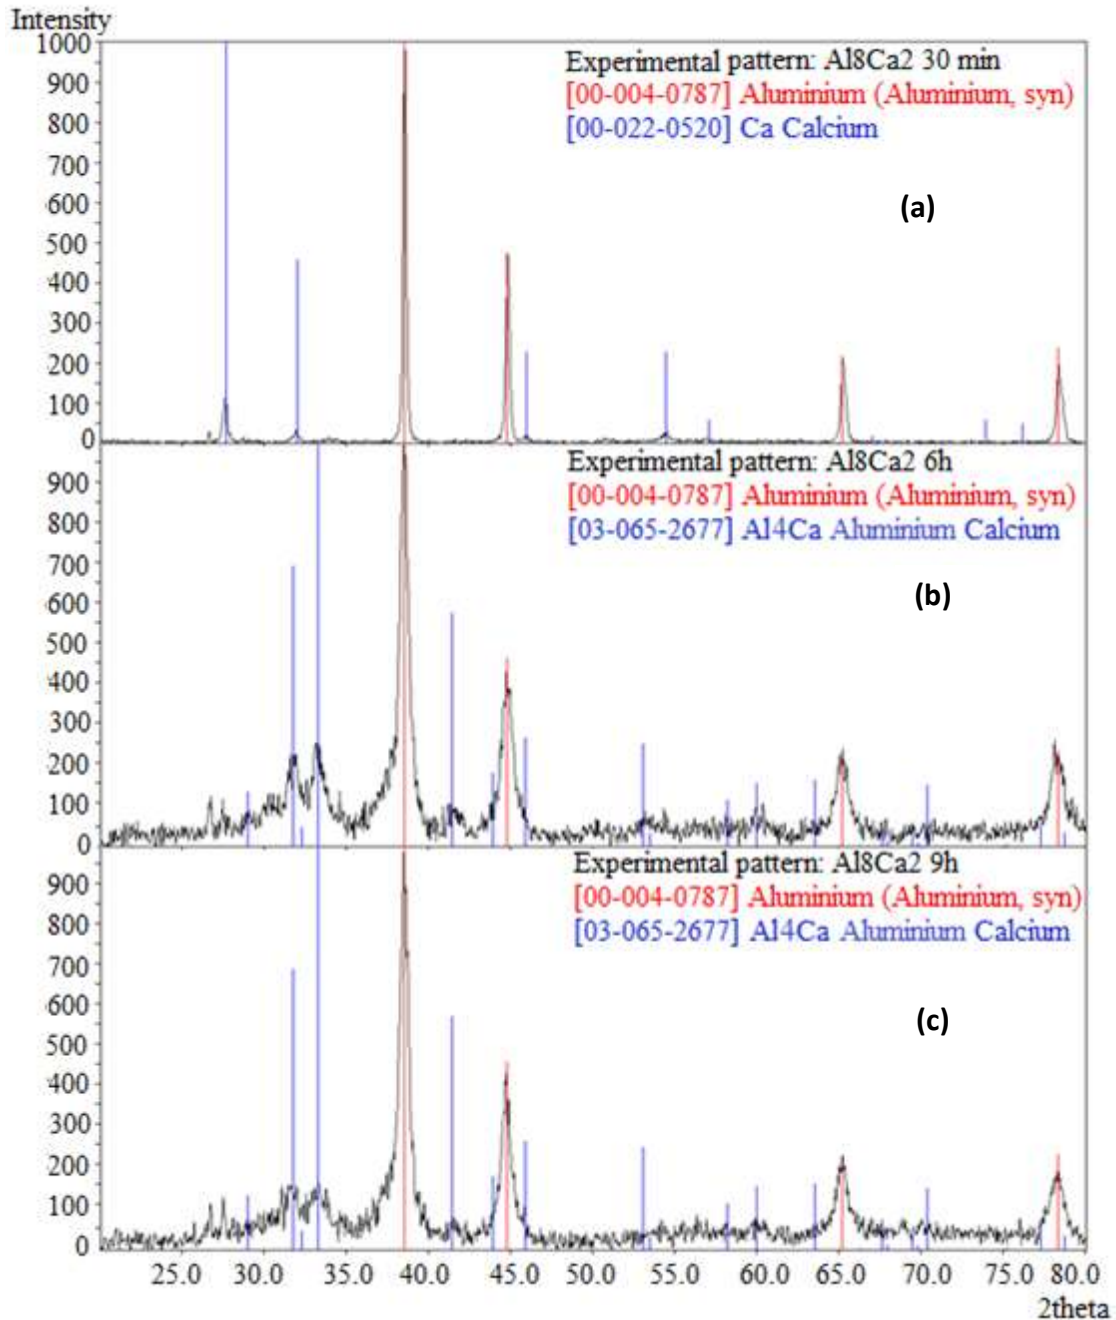 Intensity
1000
900
800
700
600
500
400
300
200
100
0
Experimental pattern: Al8Ca2 30 min
[00-004-0787] Aluminium (Aluminium, syn)
[00-022-0520] Ca Calcium
(a)
900
800
700
600
500
400
300
200
100
0
Experimental pattern: Al8Ca2 6h
[00-004-0787] Aluminium (Aluminium, syn)
[03-065-2677] Al4Ca Aluminium Calcium
(b)
900
800
700
600
500
400
300
200
100
0
Experimental pattern: Al8Ca2 9h
[00-004-0787] Aluminium (Aluminium, syn)
[03-065-2677] Al4Ca Aluminium Calcium
(c)
25.0 30.0 35.0 40.0 45.0 50.0 55.0 60.0 65.0 70.0 75.0 80.0
2theta